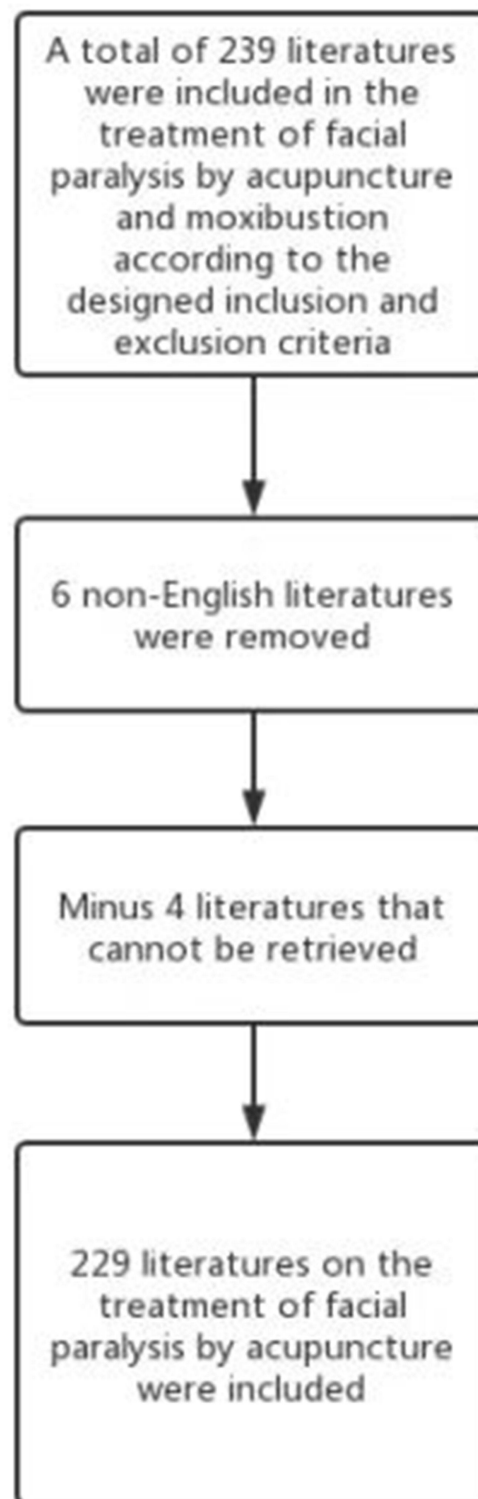 A total of 239 literatures
were included in the
treatment of facial
paralysis by acupuncture
and moxibustion
according to the
designed inclusion and
exclusion criteria
6 non-English literatures
were removed
Minus 4 literatures that
cannot be retrieved
229 literatures on the
treatment of facial
paralysis by acupuncture
were included